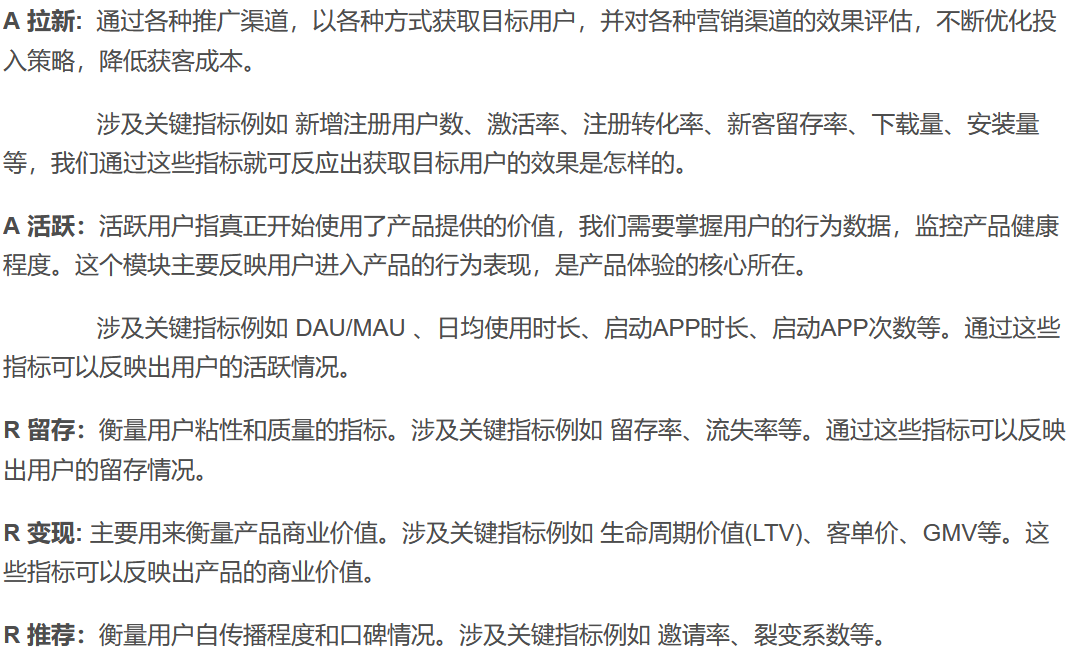 A 拉新:  通过各种推广渠道，以各种方式获取目标用户，并对各种营销渠道的效果评估，不断优化投
入策略，降低获客成本。
涉及关键指标例如 新增注册用户数、激活率、注册转化率、新客留存率、下载量、安装量
等，我们通过这些指标就可反应出获取目标用户的效果是怎样的。
A 活跃：活跃用户指真正开始使用了产品提供的价值，我们需要掌握用户的行为数据，监控产品健康
程度。这个模块主要反映用户进入产品的行为表现，是产品体验的核心所在。
涉及关键指标例如 DAU/MAU 、日均使用时长、启动APP时长、启动APP次数等。通过这些
指标可以反映出用户的活跃情况。
R 留存：衡量用户粘性和质量的指标。涉及关键指标例如 留存率、流失率等。通过这些指标可以反映
出用户的留存情况。
R 变现: 主要用来衡量产品商业价值。涉及关键指标例如 生命周期价值(LTV)、客单价、GMV等。这
些指标可以反映出产品的商业价值。
R 推荐：衡量用户自传播程度和口碑情况。涉及关键指标例如 邀请率、裂变系数等。